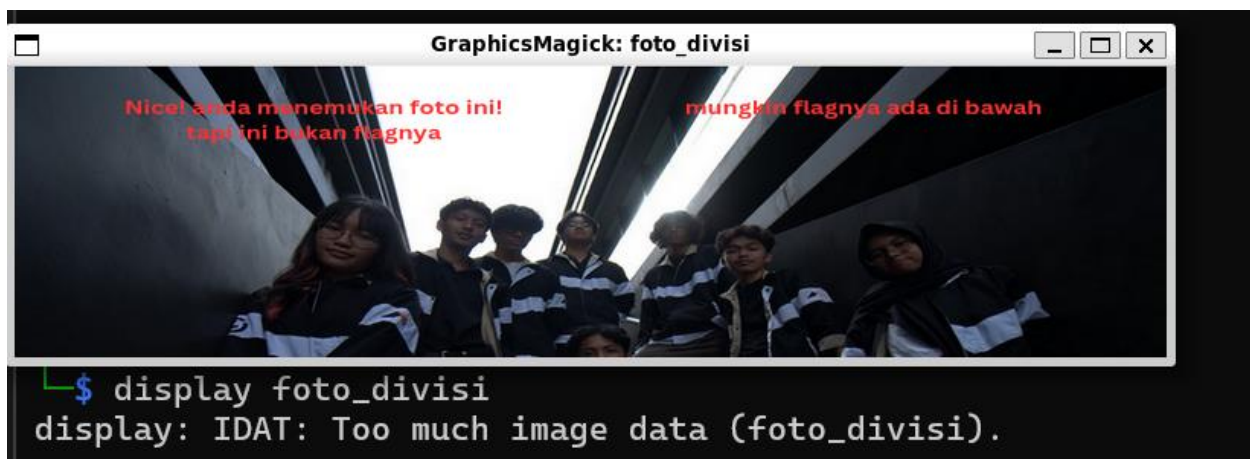 GraphicsMagick: foto_divisi
Nice! anda menemukan foto ini!
tapi ini bukan flagnya
mungkin flagnya ada di bawah
└─$ display foto_divisi
display: IDAT: Too much image data (foto_divisi).